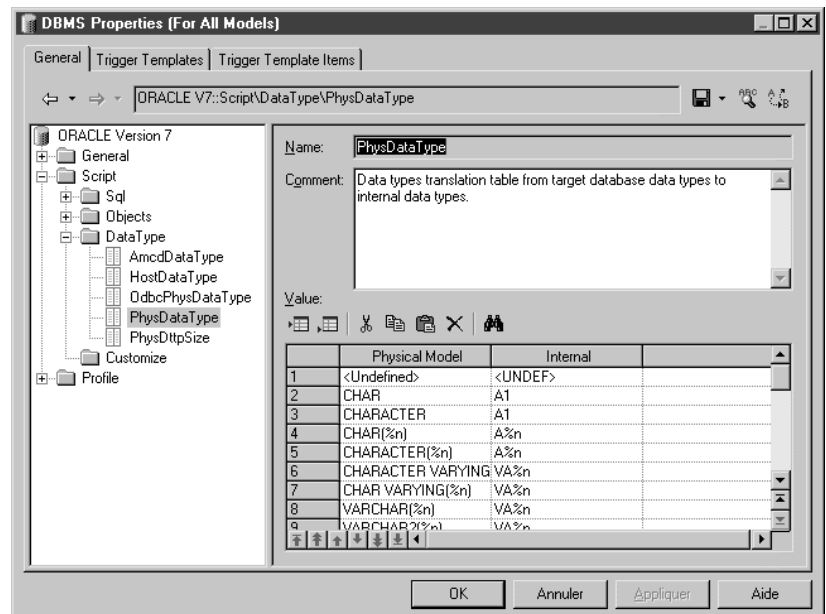 DBMS Properties (For All Models)
General Trigger Templates Trigger Template Items
ORACLE V7::Script\DataType\PhysDataType
ORACLE Version 7
General
Script
Sql
Objects
DataType
AmcdDataType
HostDataType
OdbcPhysDataType
PhysDataType
PhysDttpSize
Customize
Profile
Name: PhysDataType
Comment: Data types translation table from target database data types to
internal data types.
Value:
Physical Model Internal
1 <Undefined> <UNDEF>
2 CHAR A1
3 CHARACTER A1
4 CHAR(%n) A%n
5 CHARACTER(%n) A%n
6 CHARACTER VARYING VA%n
7 CHAR VARYING(%n) VA%n
8 VARCHAR(%n) VA%n
9 VARCHAR2(%n) VA%n
OK Annuler Appliquer Aide